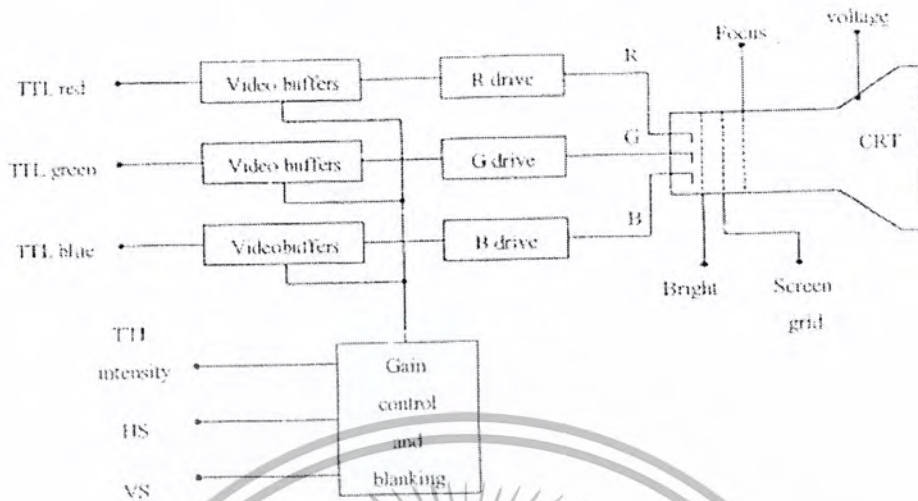 voltage
Focus
TTL red
Video buffers
R drive
R
CRT
TTL green
Video buffers
G drive
G
TTL blue
Videobuffers
B drive
B
Bright
Screen
grid
TTL
intensity
HS
VS
Gain
control
and
blanking